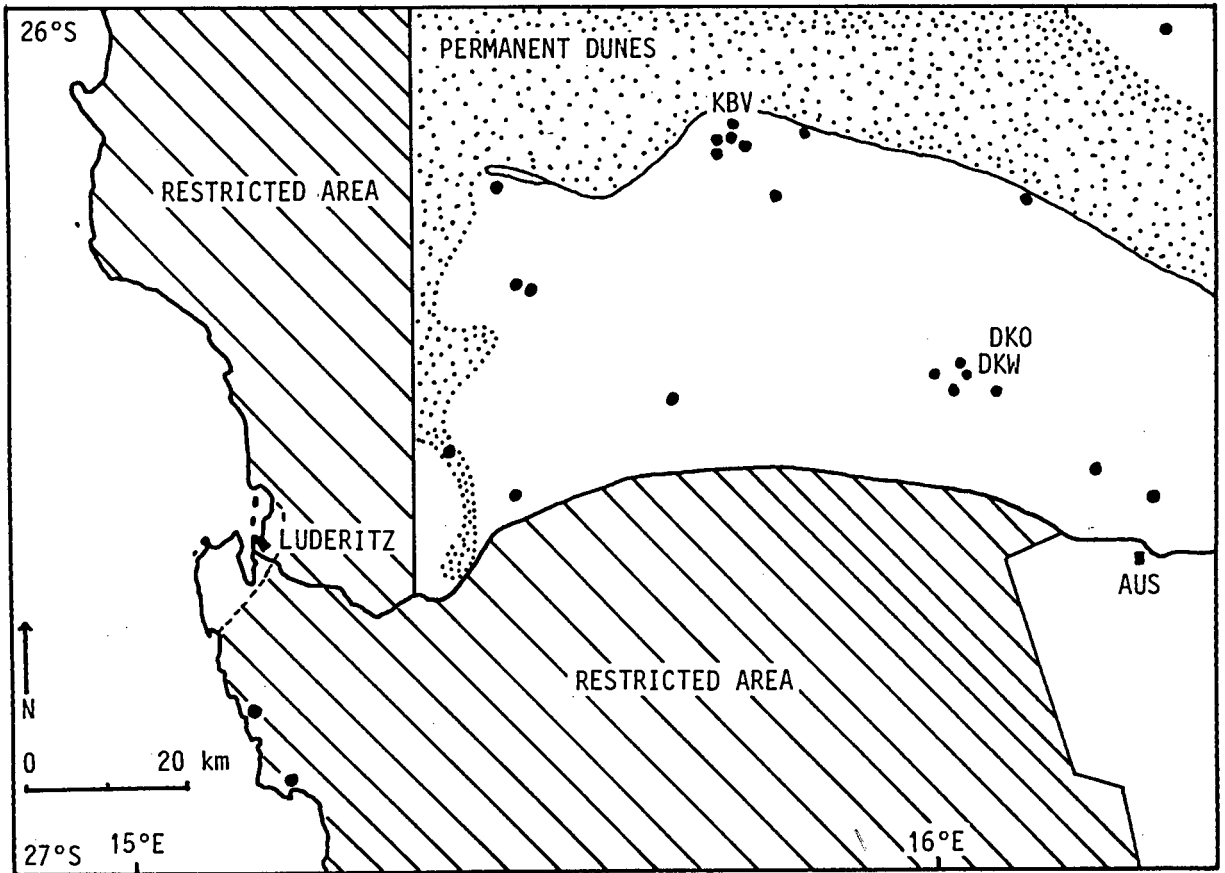 26°S
PERMANENT DUNES
KBV
RESTRICTED AREA
DKO
DKW
LUDERITZ
AUS
RESTRICTED AREA
N
0 20 km
27°S 15°E 16°E